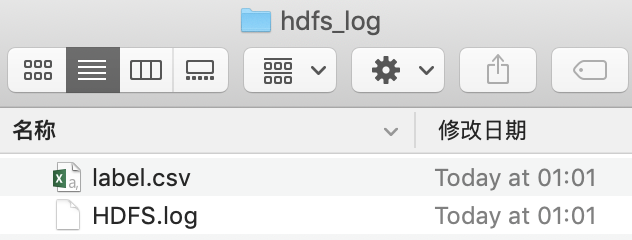 hdfs_log
名称 修改日期
label.csv Today at 01:01
HDFS.log Today at 01:01